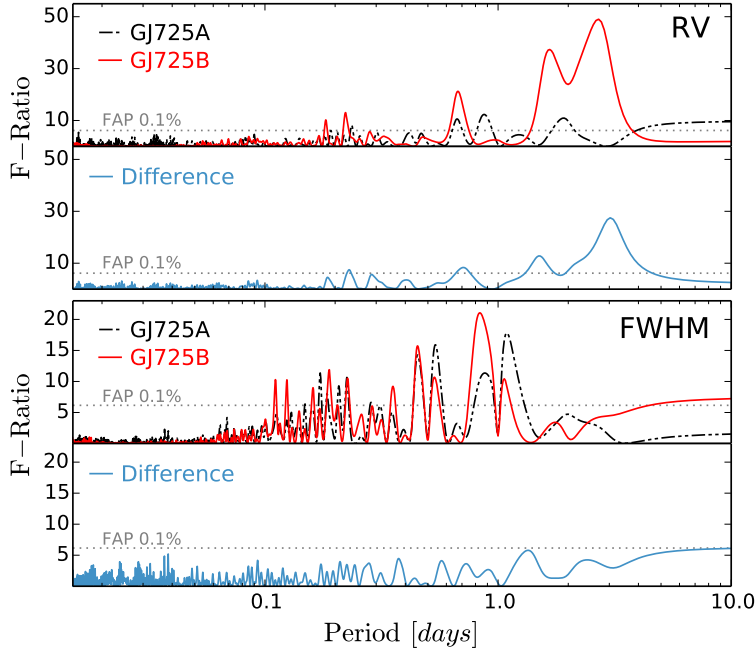 50
30
10
F−Ratio
GJ725A
GJ725B
RV
FAP 0.1%
50
30
10
Difference
FAP 0.1%
20
15
10
5
F−Ratio
GJ725A
GJ725B
FWHM
FAP 0.1%
20
15
10
5
Difference
FAP 0.1%
0.1 1.0 10.0
Period [days]